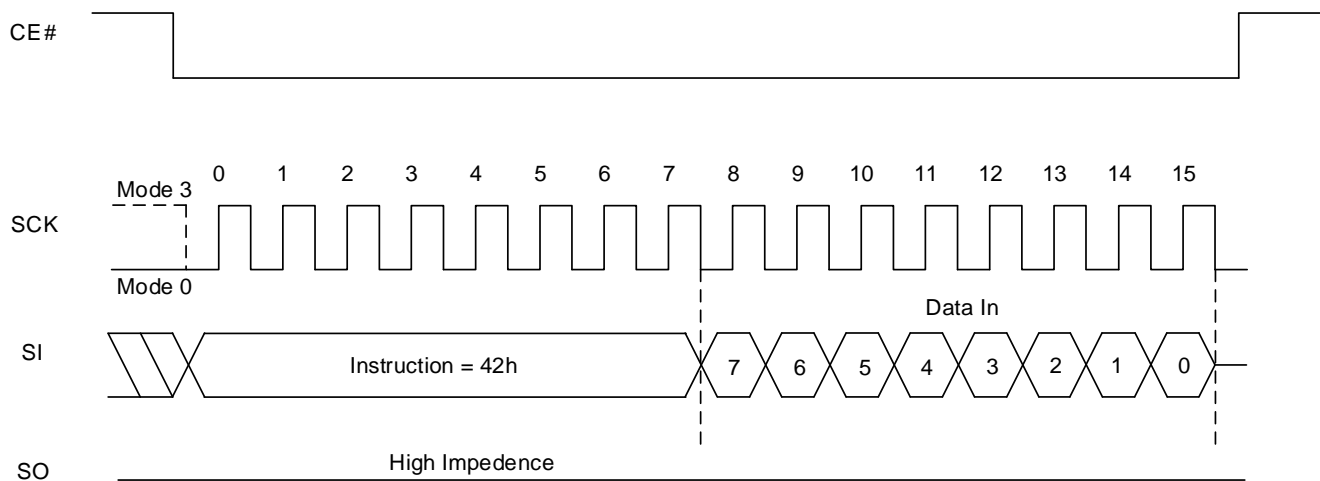 CE#
0 1 2 3 4 5 6 7 8 9 10 11 12 13 14 15
Mode 3
SCK
Mode 0
Data In
SI
Instruction = 42h
7 6 5 4 3 2 1 0
High Impedence
SO